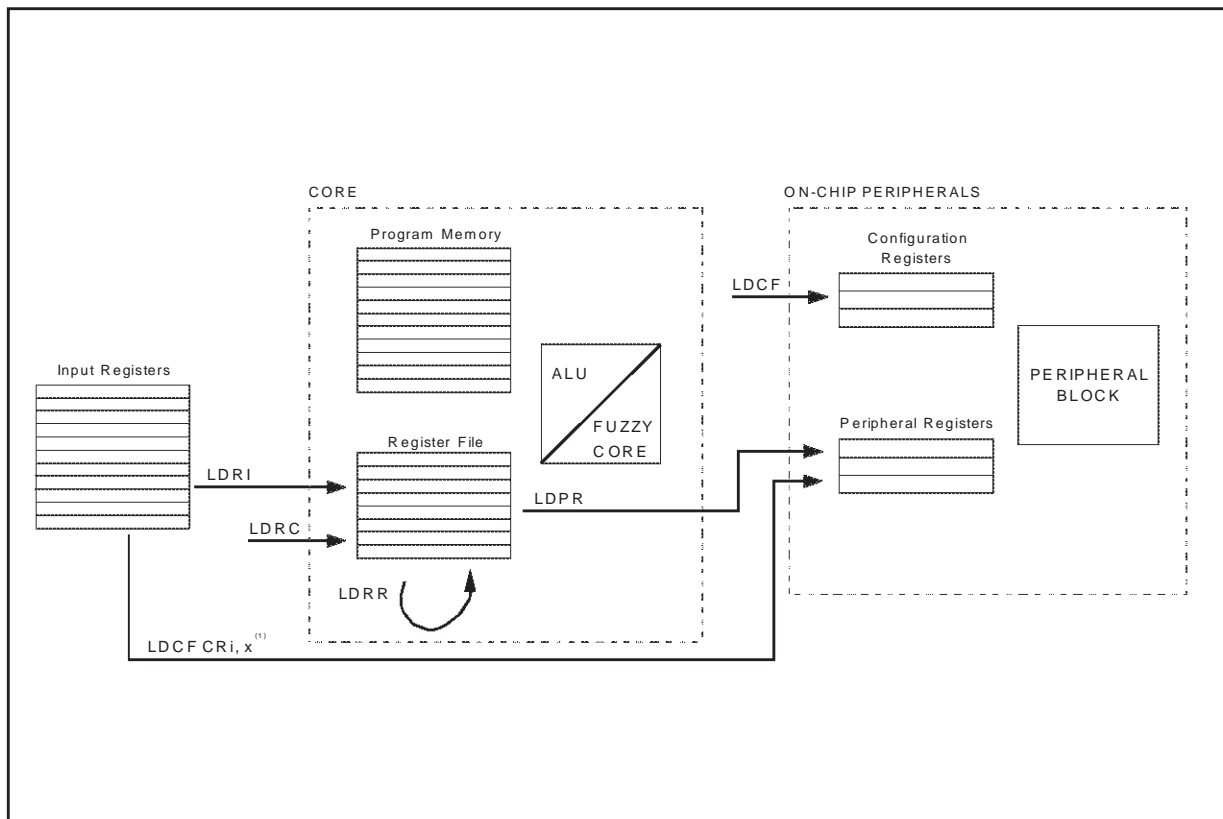 CORE
ON-CHIP PERIPHERALS
Program Memory
Configuration
Registers
LDCF
Input Registers
ALU
FUZZY
CORE
PERIPHERAL
BLOCK
Register File
Peripheral Registers
LDRI
LDPR
LDRC
LDRR
LDCF CRi, x(1)